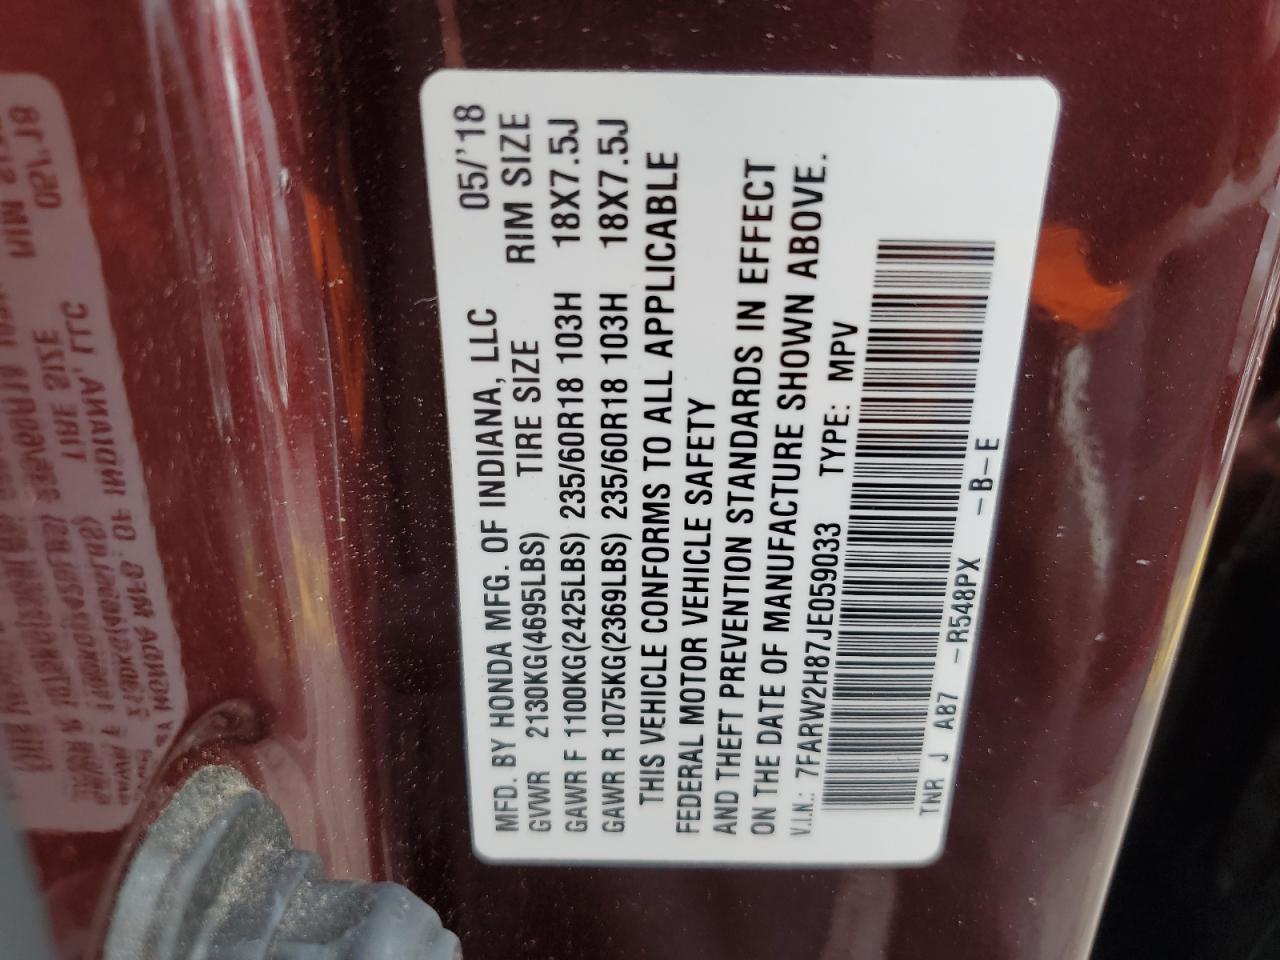 MFD. BY HONDA MFG. OF INDIANA, LLC 05/'18
GVWR 2130KG(4695LBS) TIRE SIZE RIM SIZE
GAWR F 1100KG(2425LBS) 235/60R18 103H 18X7.5J
GAWR R 1075KG(2369LBS) 235/60R18 103H 18X7.5J
THIS VEHICLE CONFORMS TO ALL APPLICABLE
FEDERAL MOTOR VEHICLE SAFETY
AND THEFT PREVENTION STANDARDS IN EFFECT
ON THE DATE OF MANUFACTURE SHOWN ABOVE.
V.I.N.: 7FARW2H87JE059033 TYPE: MPV
TNR J AB7 -R548PX -B-E